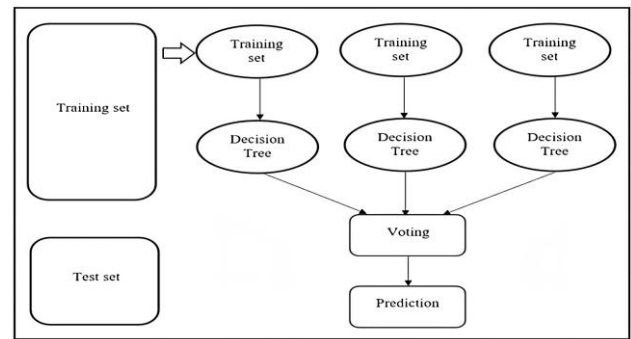 Training set
Training
set
Training
set
Training
set
Decision
Tree
Decision
Tree
Decision
Tree
Voting
Test set
Prediction